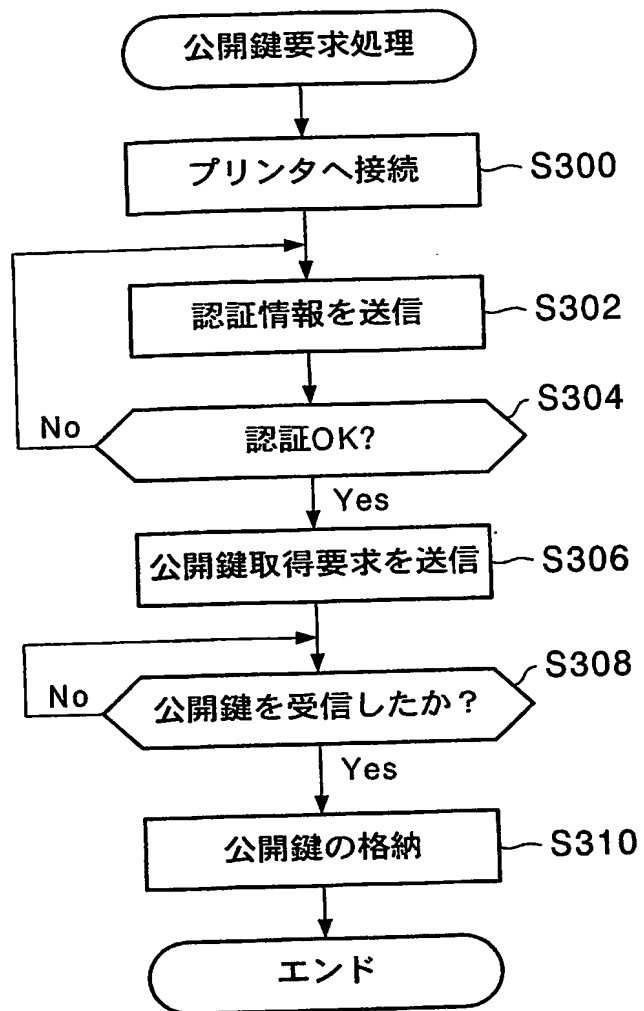 公開鍵要求処理
プリンタへ接続
S300
認証情報を送信
S302
S304
認証OK?
No
Yes
公開鍵取得要求を送信
S306
S308
公開鍵を受信したか？
No
Yes
公開鍵の格納
S310
エンド